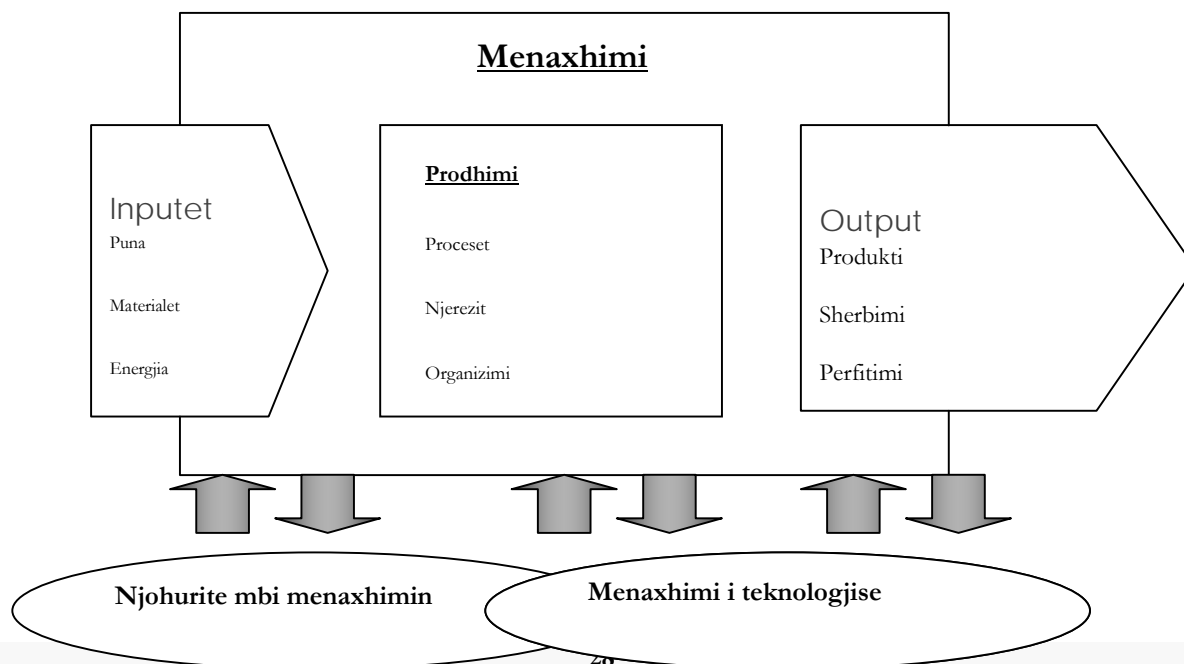 Menaxhimi
Inputet
Puna
Materialet
Energjia
Prodhimi
Proceset
Njerezit
Organizimi
Output
Produkti
Sherbimi
Perfitimi
Njohurite mbi menaxhimin
Menaxhimi i teknologjise